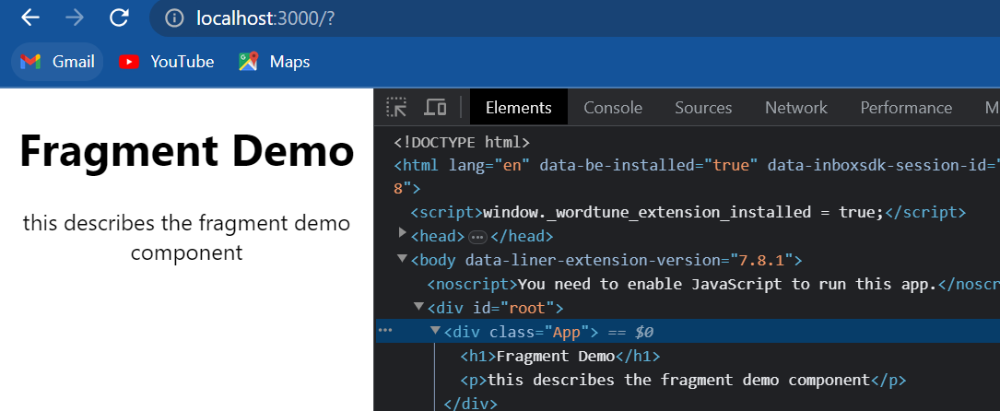 localhost:3000/?
Gmail YouTube Maps
Fragment Demo
this describes the fragment demo
component
Elements Console Sources Network Performance M
<!DOCTYPE html>
<html lang="en" data-be-installed="true" data-inboxsdk-session-id="
8">
<script>window._wordtune_extension_installed = true;</script>
<head>…</head>
<body data-liner-extension-version="7.8.1">
<noscript>You need to enable JavaScript to run this app.</noscr
<div id="root">
<div class="App"> == $0
<h1>Fragment Demo</h1>
<p>this describes the fragment demo component</p>
</div>